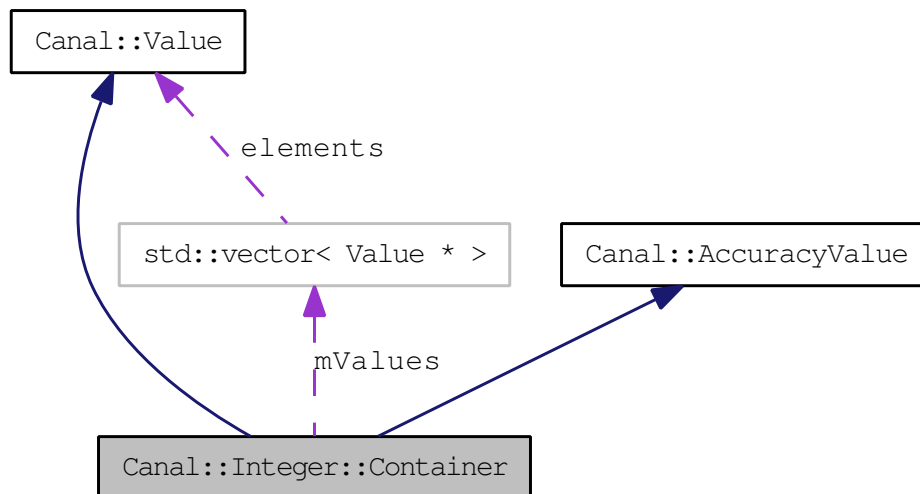 Canal::Value
elements
std::vector< Value * >
Canal::AccuracyValue
mValues
Canal::Integer::Container